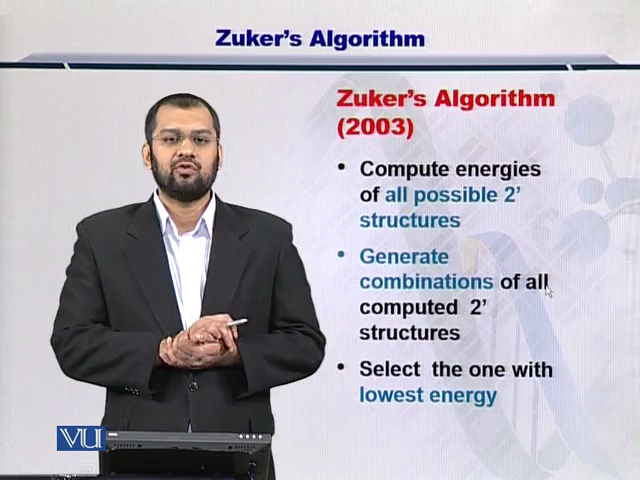 Zuker's Algorithm
Zuker's Algorithm
(2003)
• Compute energies
of all possible 2'
structures
• Generate
combinations of all
computed 2'
structures
• Select the one with
lowest energy
VU